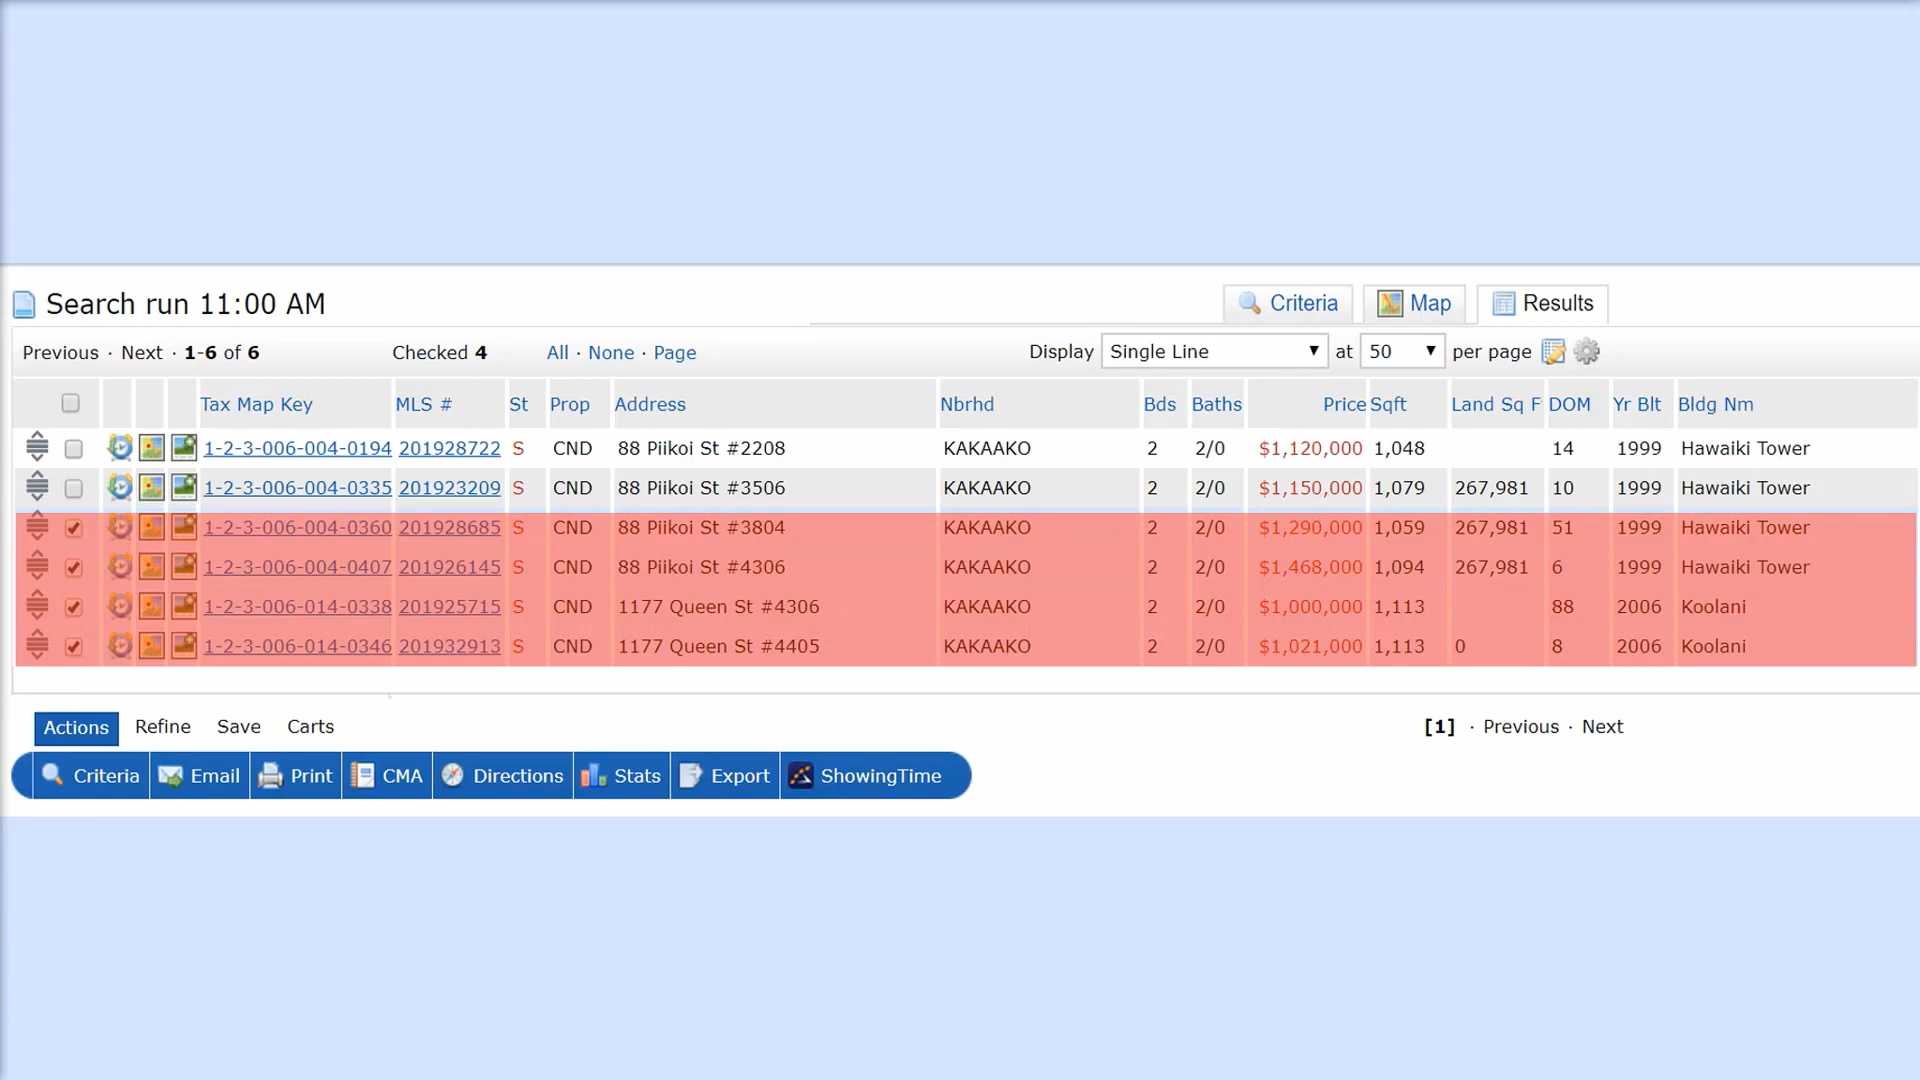 Search run 11:00 AM
Criteria Map Results
Previous · Next · 1-6 of 6 Checked 4 All · None · Page Display Single Line at 50 per page
Tax Map Key MLS # St Prop Address Nbrhd Bds Baths Price Sqft Land Sq F DOM Yr Blt Bldg Nm
1-2-3-006-004-0194 201928722 S CND 88 Piikoi St #2208 KAKAAKO 2 2/0 $1,120,000 1,048 14 1999 Hawaiki Tower
1-2-3-006-004-0335 201923209 S CND 88 Piikoi St #3506 KAKAAKO 2 2/0 $1,150,000 1,079 267,981 10 1999 Hawaiki Tower
1-2-3-006-004-0360 201928685 S CND 88 Piikoi St #3804 KAKAAKO 2 2/0 $1,290,000 1,059 267,981 51 1999 Hawaiki Tower
1-2-3-006-004-0407 201926145 S CND 88 Piikoi St #4306 KAKAAKO 2 2/0 $1,468,000 1,094 267,981 6 1999 Hawaiki Tower
1-2-3-006-014-0338 201925715 S CND 1177 Queen St #4306 KAKAAKO 2 2/0 $1,000,000 1,113 88 2006 Koolani
1-2-3-006-014-0346 201932913 S CND 1177 Queen St #4405 KAKAAKO 2 2/0 $1,021,000 1,113 0 8 2006 Koolani
Actions Refine Save Carts [1] · Previous · Next
Criteria Email Print CMA Directions Stats Export ShowingTime